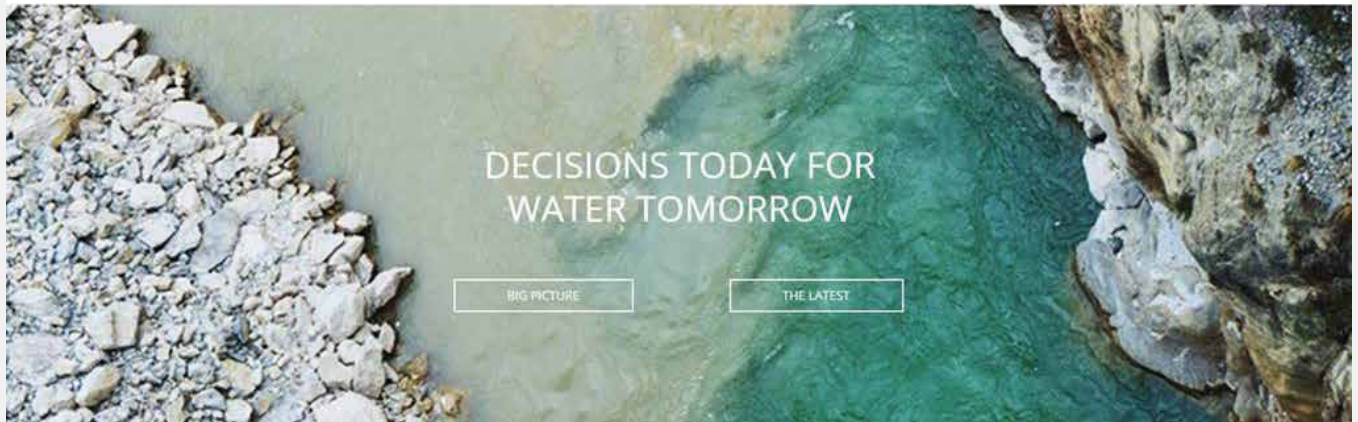 DECISIONS TODAY FOR
WATER TOMORROW
BIG PICTURE
THE LATEST